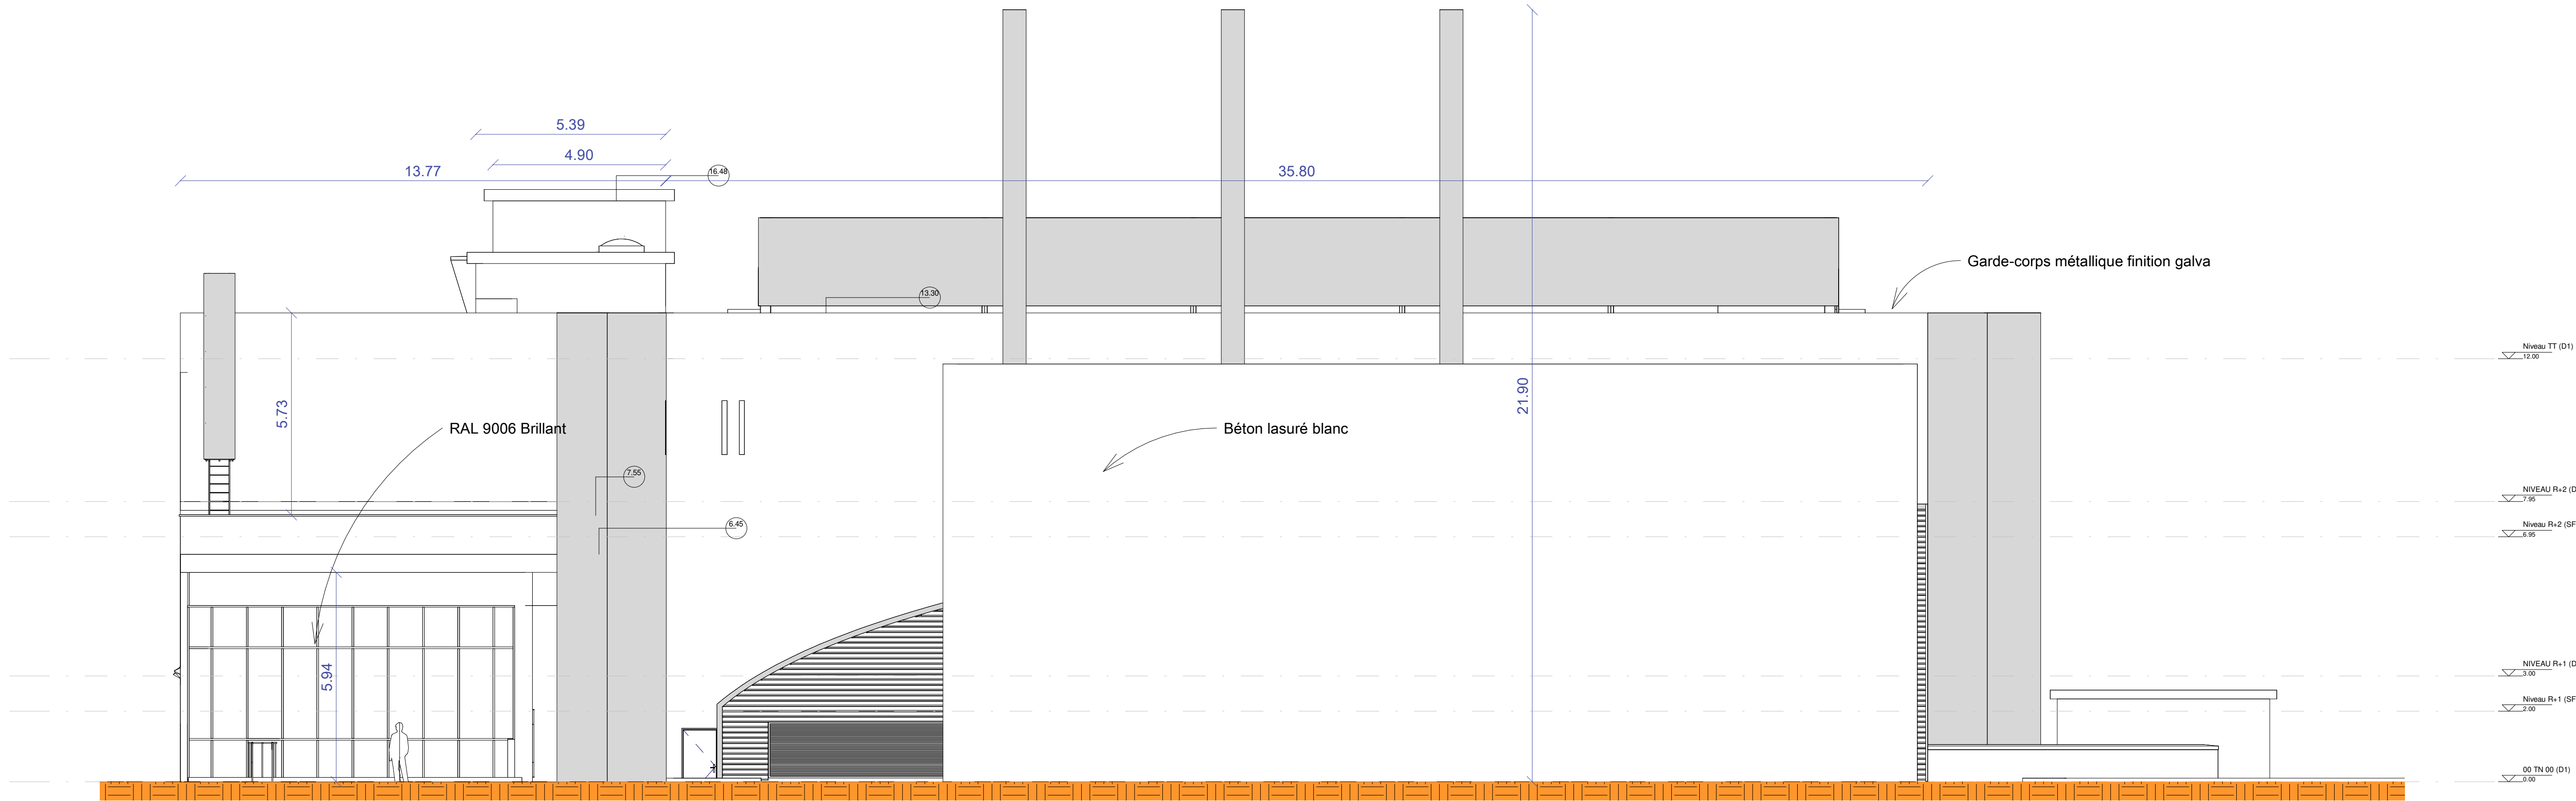 5.39
4.90
13.77
35.80
16.48
Garde-corps métallique finition galva
13.30
Niveau TT (D1)
12.00
21.90
5.73
RAL 9006 Brillant
Béton lasuré blanc
7.55
NIVEAU R+2 (D
7.95
6.45
Niveau R+2 (SF
6.95
5.94
NIVEAU R+1 (D
3.00
Niveau R+1 (SF
2.00
00 TN 00 (D1)
0.00